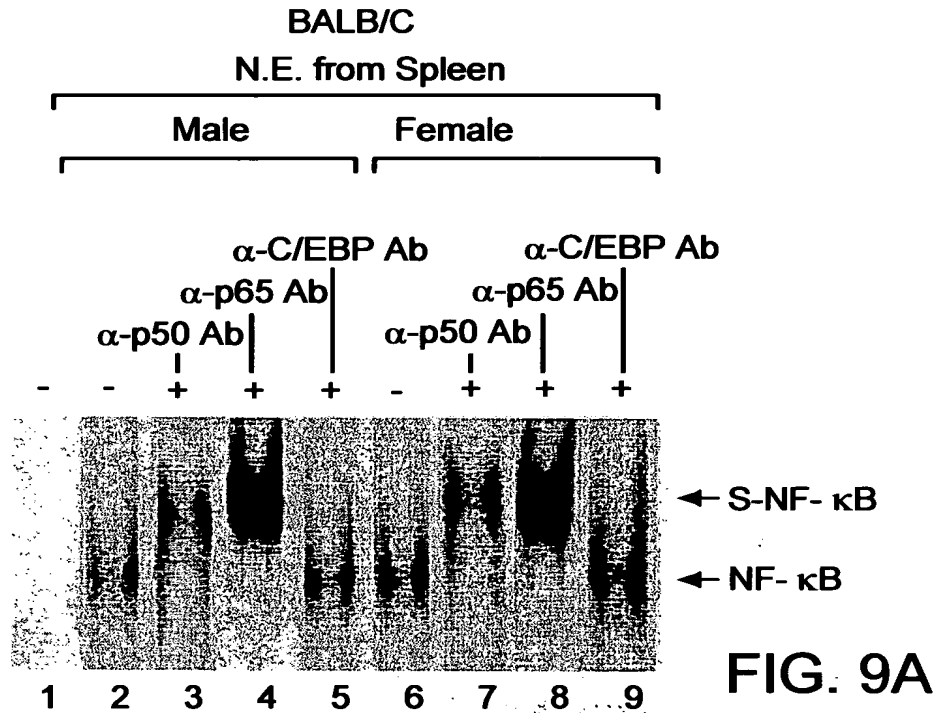 BALB/C
N.E. from Spleen
Male Female
α-C/EBP Ab α-C/EBP Ab
α-p65 Ab α-p65 Ab
α-p50 Ab α-p50 Ab
- - + + + - + + +
S-NF- κB
NF- κB
1 2 3 4 5 6 7 8 9
FIG. 9A